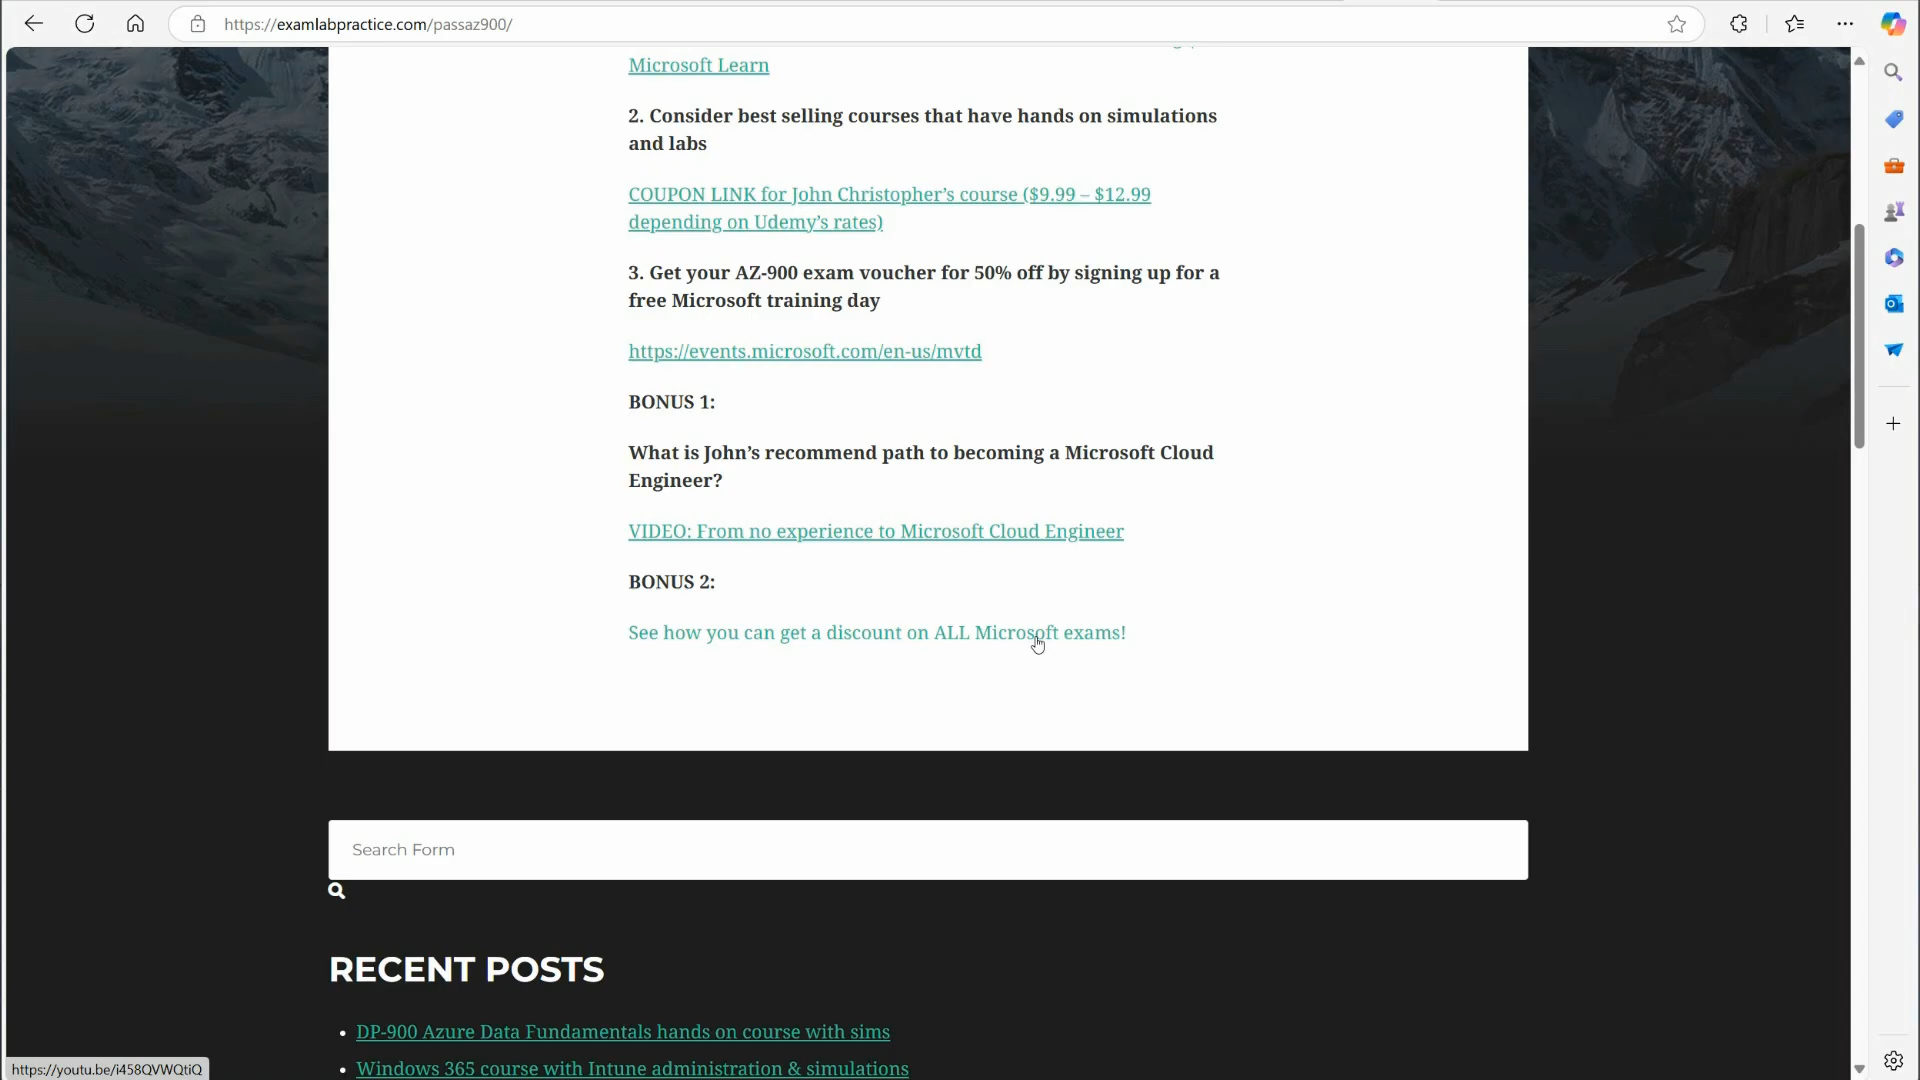 https://examlabpractice.com/passaz900/
Microsoft Learn
2. Consider best selling courses that have hands on simulations
and labs
COUPON LINK for John Christopher’s course ($9.99 – $12.99
depending on Udemy’s rates)
3. Get your AZ-900 exam voucher for 50% off by signing up for a
free Microsoft training day
https://events.microsoft.com/en-us/mvtd
BONUS 1:
What is John’s recommend path to becoming a Microsoft Cloud
Engineer?
VIDEO: From no experience to Microsoft Cloud Engineer
BONUS 2:
See how you can get a discount on ALL Microsoft exams!
Search Form
RECENT POSTS
• DP-900 Azure Data Fundamentals hands on course with sims
• Windows 365 course with Intune administration & simulations
https://youtu.be/i458QVWQtiQ